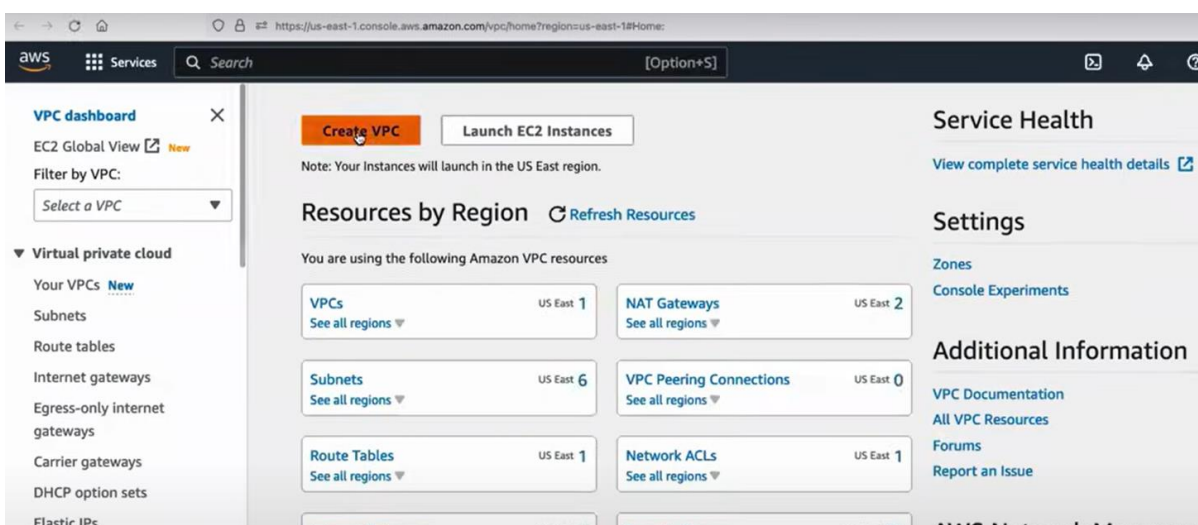 https://us-east-1.console.aws.amazon.com/vpc/home?region=us-east-1#Home:
aws
Services
Search
[Option+S]
VPC dashboard
EC2 Global View New
Filter by VPC:
Select a VPC
Virtual private cloud
Your VPCs New
Subnets
Route tables
Internet gateways
Egress-only internet
gateways
Carrier gateways
DHCP option sets
Elastic IPs
Create VPC
Launch EC2 Instances
Note: Your Instances will launch in the US East region.
Resources by Region
Refresh Resources
You are using the following Amazon VPC resources
VPCs US East 1
See all regions
NAT Gateways US East 2
See all regions
Subnets US East 6
See all regions
VPC Peering Connections US East 0
See all regions
Route Tables US East 1
See all regions
Network ACLs US East 1
See all regions
Service Health
View complete service health details
Settings
Zones
Console Experiments
Additional Information
VPC Documentation
All VPC Resources
Forums
Report an Issue